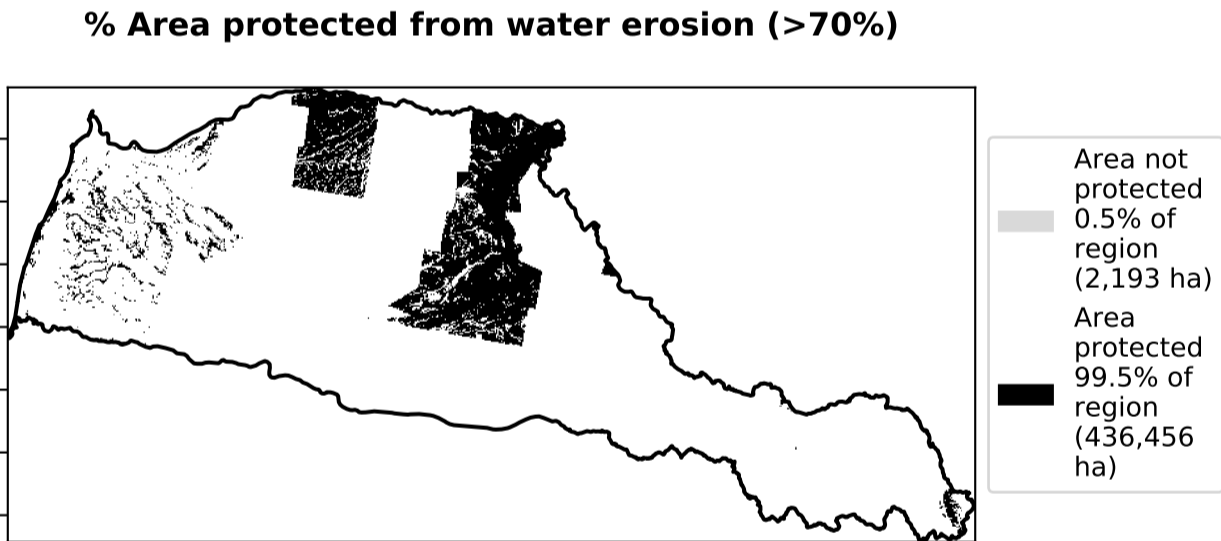 % Area protected from water erosion (>70%)
Area not
protected
0.5% of
region
(2,193 ha)
Area
protected
99.5% of
region
(436,456
ha)